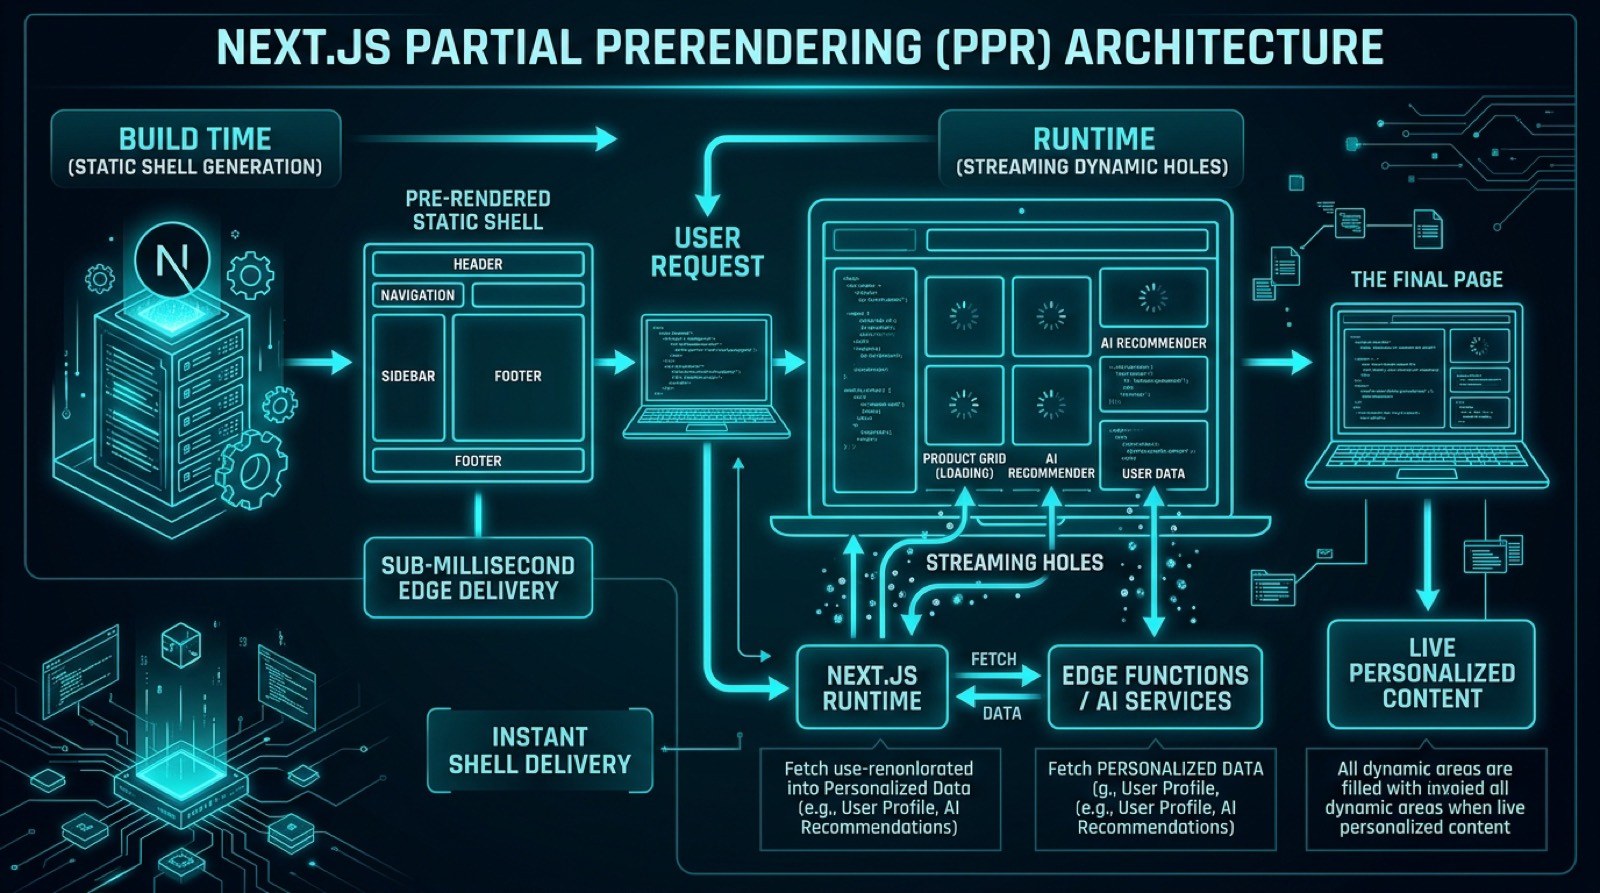 NEXT.JS PARTIAL PRERENDERING (PPR) ARCHITECTURE
BUILD TIME
(STATIC SHELL GENERATION)
RUNTIME
(STREAMING DYNAMIC HOLES)
N
PRE-RENDERED
STATIC SHELL
HEADER
NAVIGATION
SIDEBAR
FOOTER
FOOTER
SUB-MILLISECOND
EDGE DELIVERY
INSTANT
SHELL DELIVERY
USER
REQUEST
AI RECOMMENDER
PRODUCT GRID
(LOADING)
AI
RECOMMENDER
USER DATA
STREAMING HOLES
NEXT.JS
RUNTIME
FETCH
DATA
EDGE FUNCTIONS
/ AI SERVICES
Fetch use-renonlorated
into Personalized Data
(e.g., User Profile, AI
Recommendations)
Fetch PERSONALIZED DATA
(g., User Profile,
(e.g., User Profile, AI
Recommendations)
THE FINAL PAGE
LIVE
PERSONALIZED
CONTENT
All dynamic areas are
filled with invoied all
dynamic areas when live
personalized content